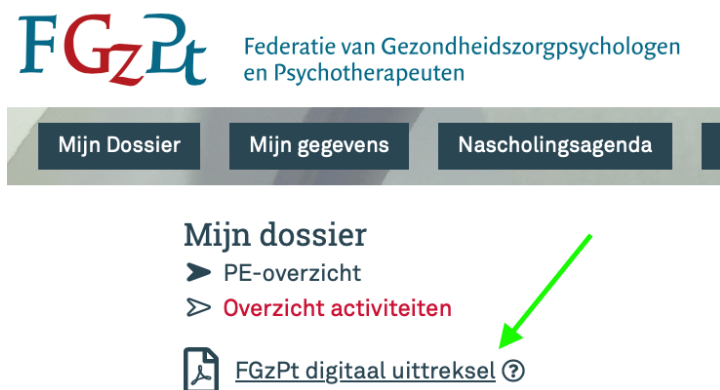 FGzPt
Federatie van Gezondheidszorgpsychologen
en Psychotherapeuten
Mijn Dossier
Mijn gegevens
Nascholingsagenda
Mijn dossier
PE-overzicht
Overzicht activiteiten
FGzPt digitaal uittreksel ?